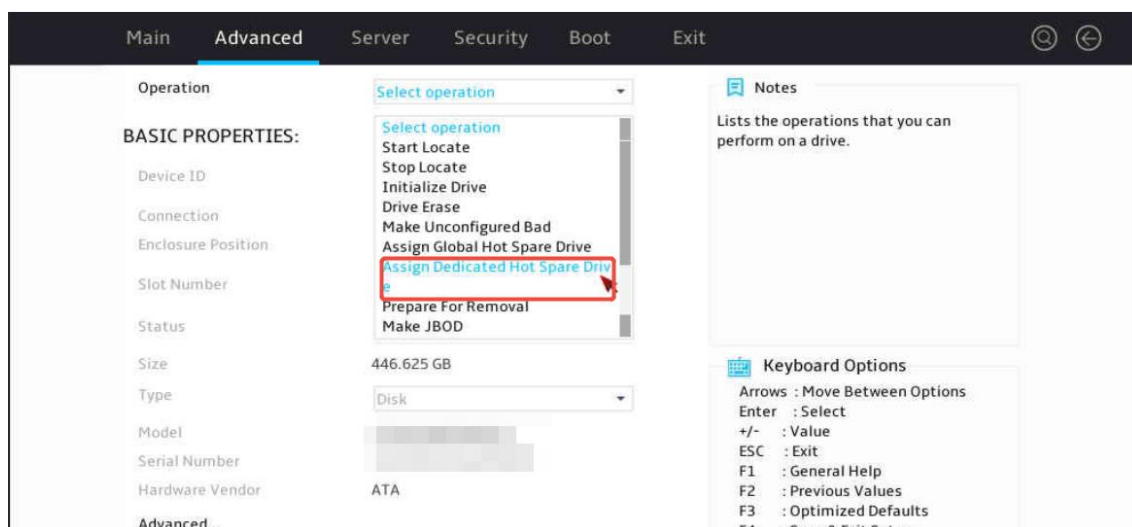 Main Advanced Server Security Boot Exit
Operation
Select operation
BASIC PROPERTIES:
Select operation
Start Locate
Stop Locate
Initialize Drive
Drive Erase
Make Unconfigured Bad
Assign Global Hot Spare Drive
Assign Dedicated Hot Spare Driv
e
Prepare For Removal
Make JBOD
Device ID
Connection
Enclosure Position
Slot Number
Status
Size 446.625 GB
Type Disk
Model
Serial Number
Hardware Vendor ATA
Advanced...
Notes
Lists the operations that you can
perform on a drive.
Keyboard Options
Arrows : Move Between Options
Enter : Select
+/- : Value
ESC : Exit
F1 : General Help
F2 : Previous Values
F3 : Optimized Defaults